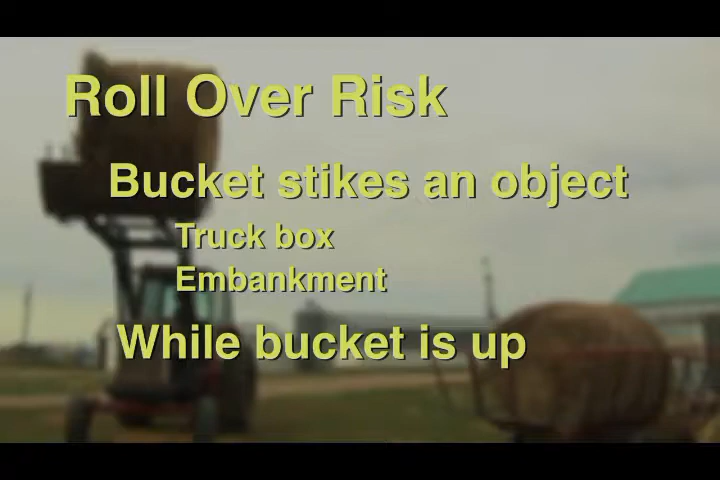 Roll Over Risk
Bucket stikes an object
Truck box
Embankment
While bucket is up